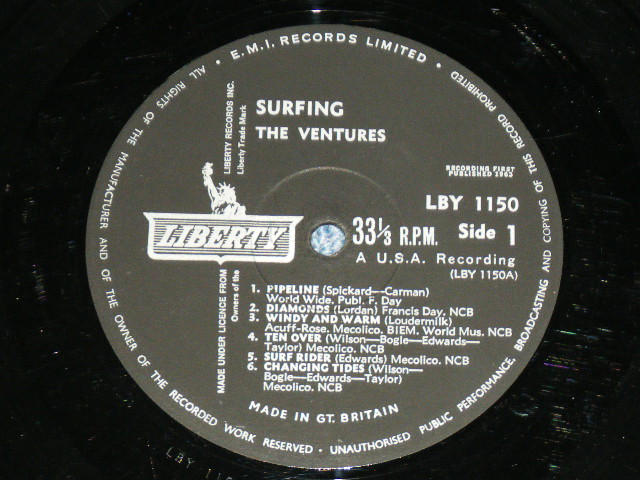 E.M.I. RECORDS LIMITED •
ALL RIGHTS OF THE MANUFACTURER AND OF THE OWNER OF THE RECORDED WORK RESERVED • UNAUTHORISED PUBLIC PERFORMANCE, BROADCASTING AND COPYING OF THIS RECORD PROHIBITED
SURFING
THE VENTURES
LIBERTY RECORDS INC.
Liberty Trade Mark
RECORDING FIRST
PUBLISHED 1963
LBY 1150
LIBERTY
33⅓ R.P.M. Side 1
A U.S.A. Recording
(LBY 1150A)
MADE UNDER LICENCE FROM
Owners of the
1. PIPELINE (Spickard—Carman)
World Wide. Publ. F. Day
2. DIAMONDS (Lordan) Francis Day, NCB
3. WINDY AND WARM (Loudermilk)
Acuff-Rose. Mecolico. BIEM. World Mus. NCB
4. TEN OVER (Wilson—Bogle—Edwards—
Taylor) Mecolico. NCB
5. SURF RIDER (Edwards) Mecolico. NCB
6. CHANGING TIDES (Wilson—
Bogle—Edwards—Taylor)
Mecolico. NCB
MADE IN GT. BRITAIN